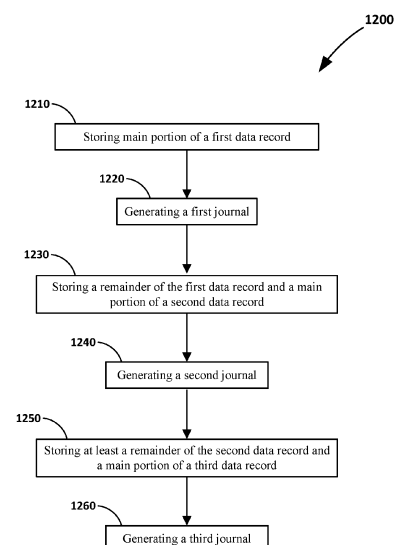 1200
1210
Storing main portion of a first data record
1220
Generating a first journal
1230
Storing a remainder of the first data record and a main
portion of a second data record
1240
Generating a second journal
1250
Storing at least a remainder of the second data record and
a main portion of a third data record
1260
Generating a third journal